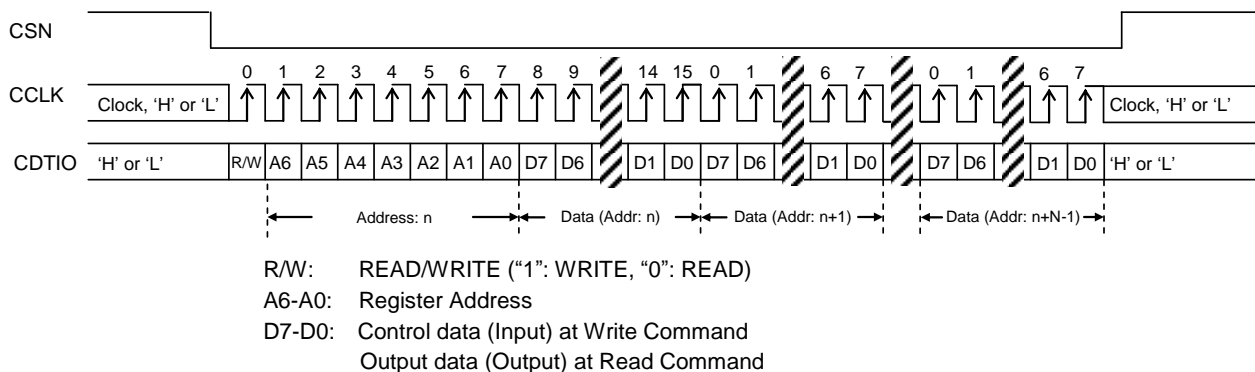 CSN
0 1 2 3 4 5 6 7 8 9 14 15 0 1 6 7 0 1 6 7
CCLK Clock, ‘H’ or ‘L’ Clock, ‘H’ or ‘L’
CDTIO ‘H’ or ‘L’ R/W A6 A5 A4 A3 A2 A1 A0 D7 D6 D1 D0 D7 D6 D1 D0 D7 D6 D1 D0 ‘H’ or ‘L’
Address: n Data (Addr: n) Data (Addr: n+1) Data (Addr: n+N-1)
R/W: READ/WRITE (“1”: WRITE, “0”: READ)
A6-A0: Register Address
D7-D0: Control data (Input) at Write Command
Output data (Output) at Read Command